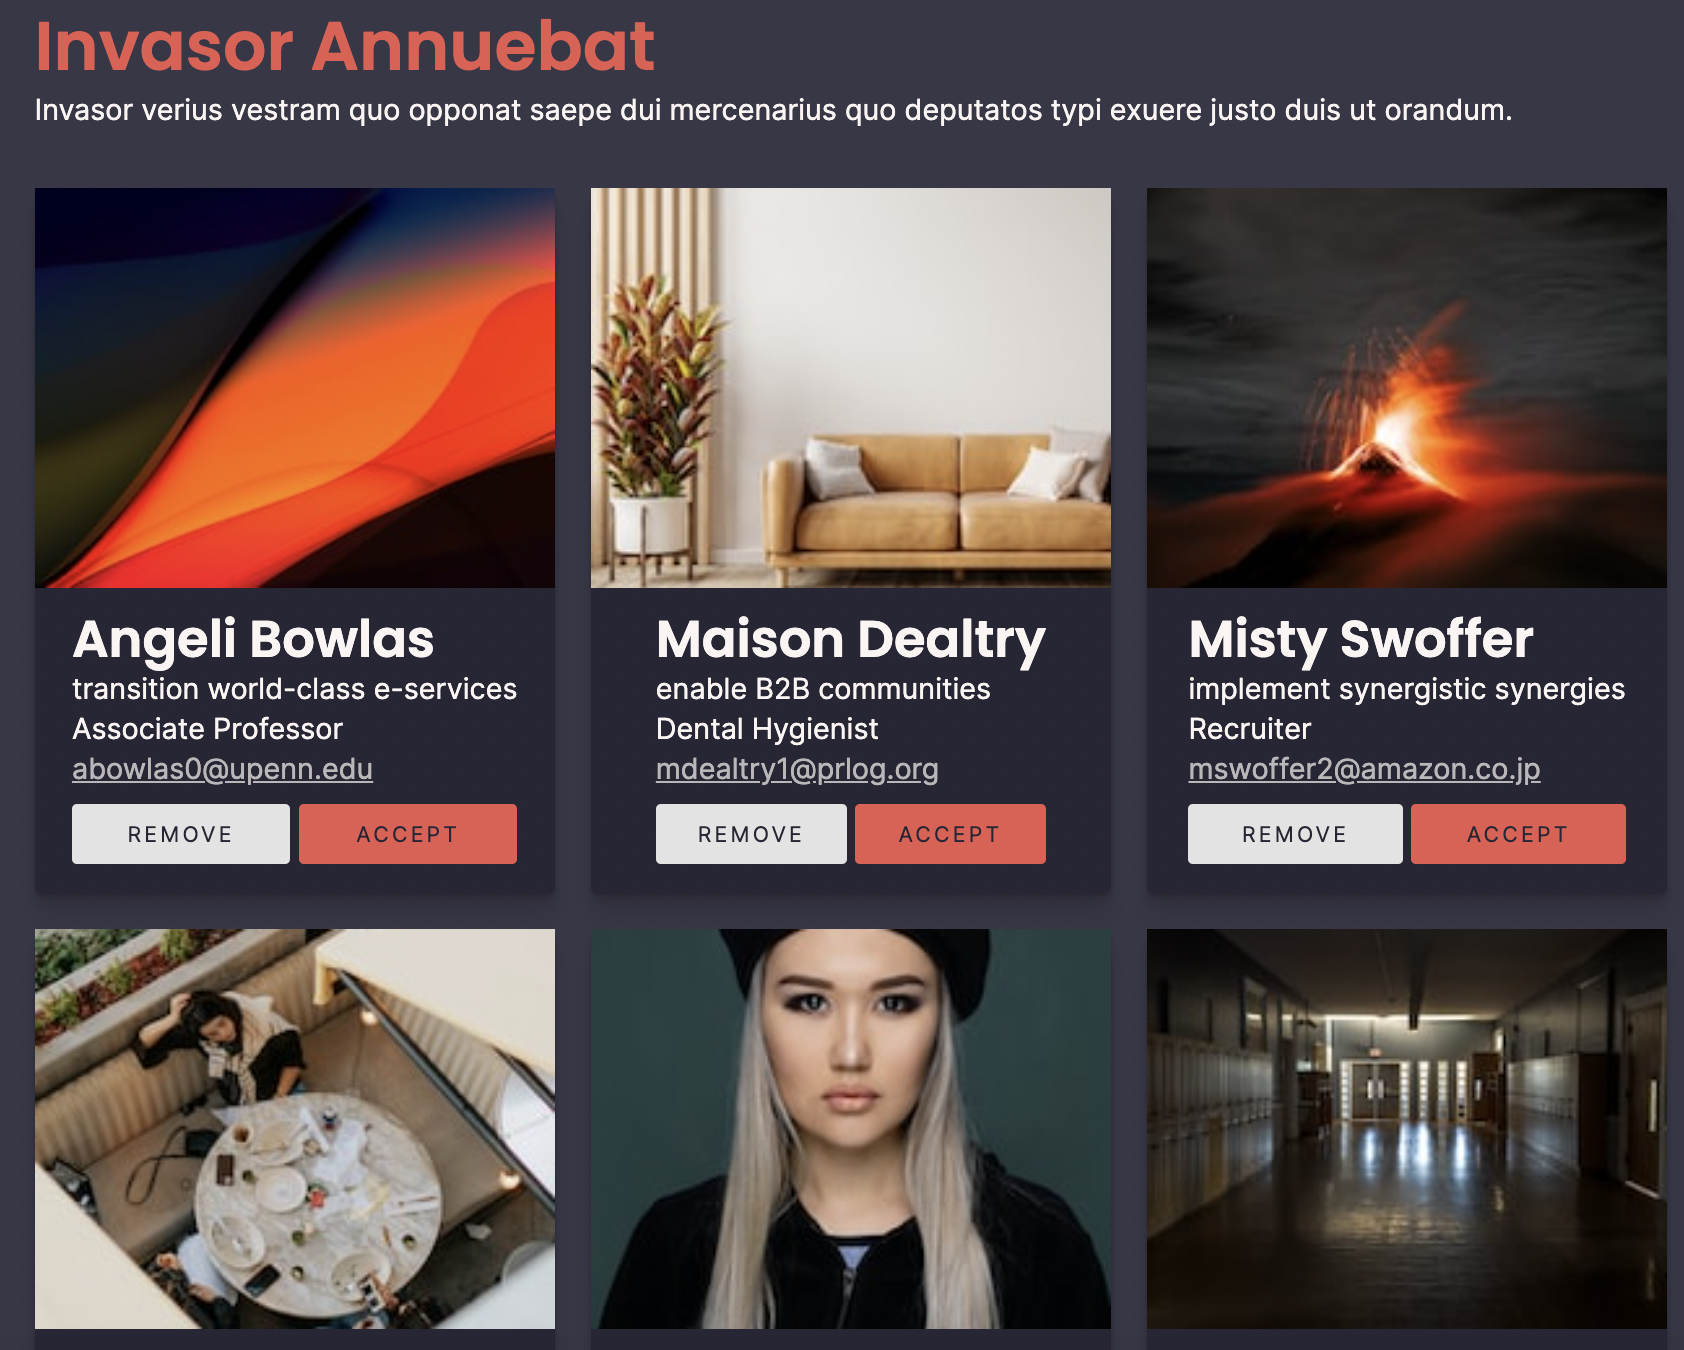 Invasor Annuebat
Invasor verius vestram quo opponat saepe dui mercenarius quo deputatos typi exuere justo duis ut orandum.
Angeli Bowlas
transition world-class e-services
Associate Professor
abowlas0@upenn.edu
REMOVE ACCEPT
Maison Dealtry
enable B2B communities
Dental Hygienist
mdealtry1@prlog.org
REMOVE ACCEPT
Misty Swoffer
implement synergistic synergies
Recruiter
mswoffer2@amazon.co.jp
REMOVE ACCEPT